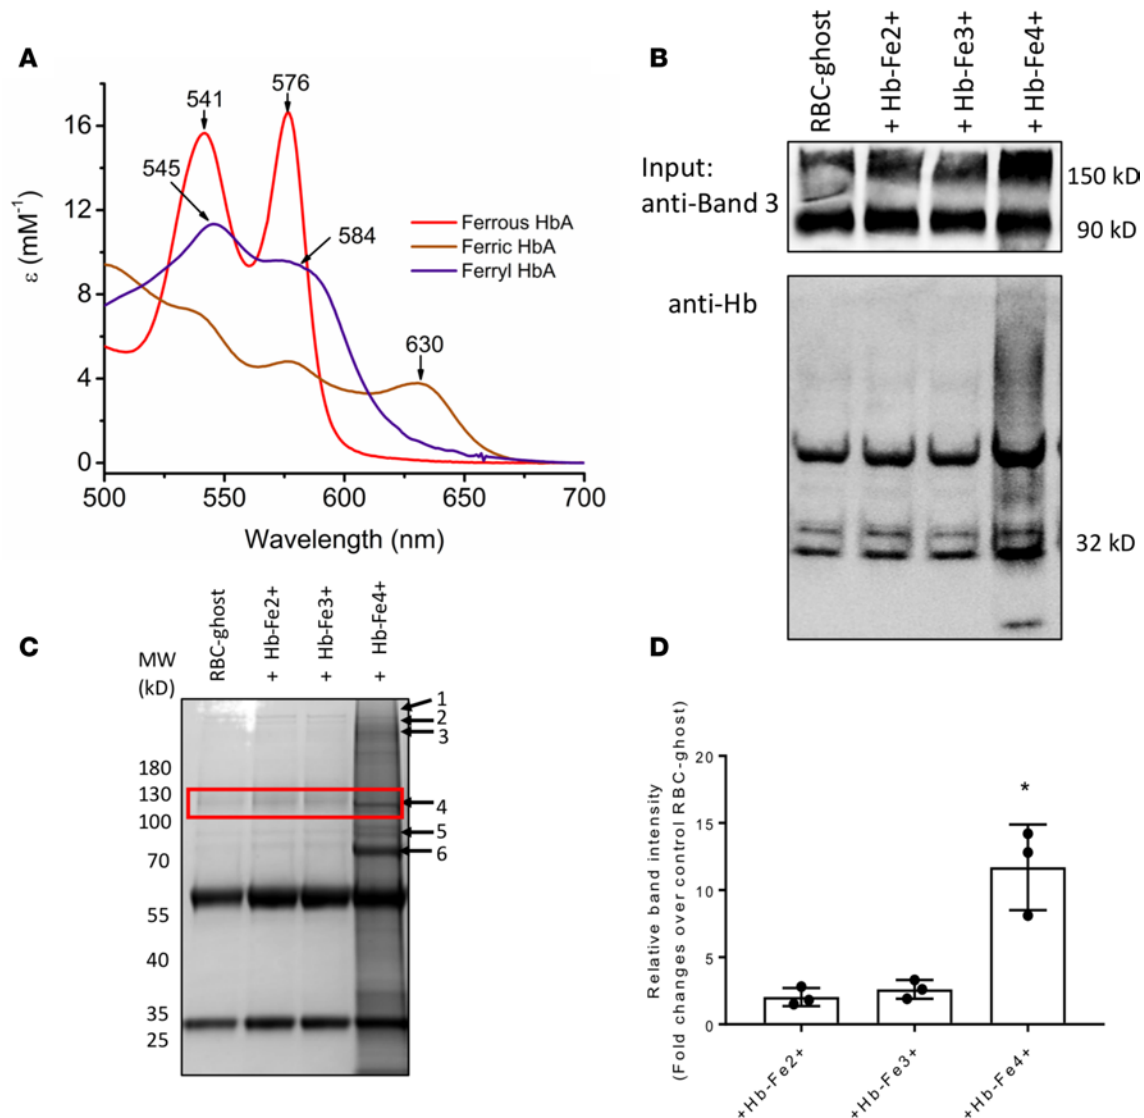 A
541
576
545
584
630
ε (mM-1)
16
12
8
4
0
500
550
600
650
700
Wavelength (nm)
Ferrous HbA
Ferric HbA
Ferryl HbA
B
RBC-ghost
+ Hb-Fe2+
+ Hb-Fe3+
+ Hb-Fe4+
Input:
anti-Band 3
150 kD
90 kD
anti-Hb
32 kD
C
MW
(kD)
RBC-ghost
+ Hb-Fe2+
+ Hb-Fe3+
+ Hb-Fe4+
180
130
100
70
55
40
35
25
1
2
3
4
5
6
D
Relative band intensity
(Fold changes over control RBC-ghost)
20
15
10
5
0
*
+Hb-Fe2+
+Hb-Fe3+
+Hb-Fe4+